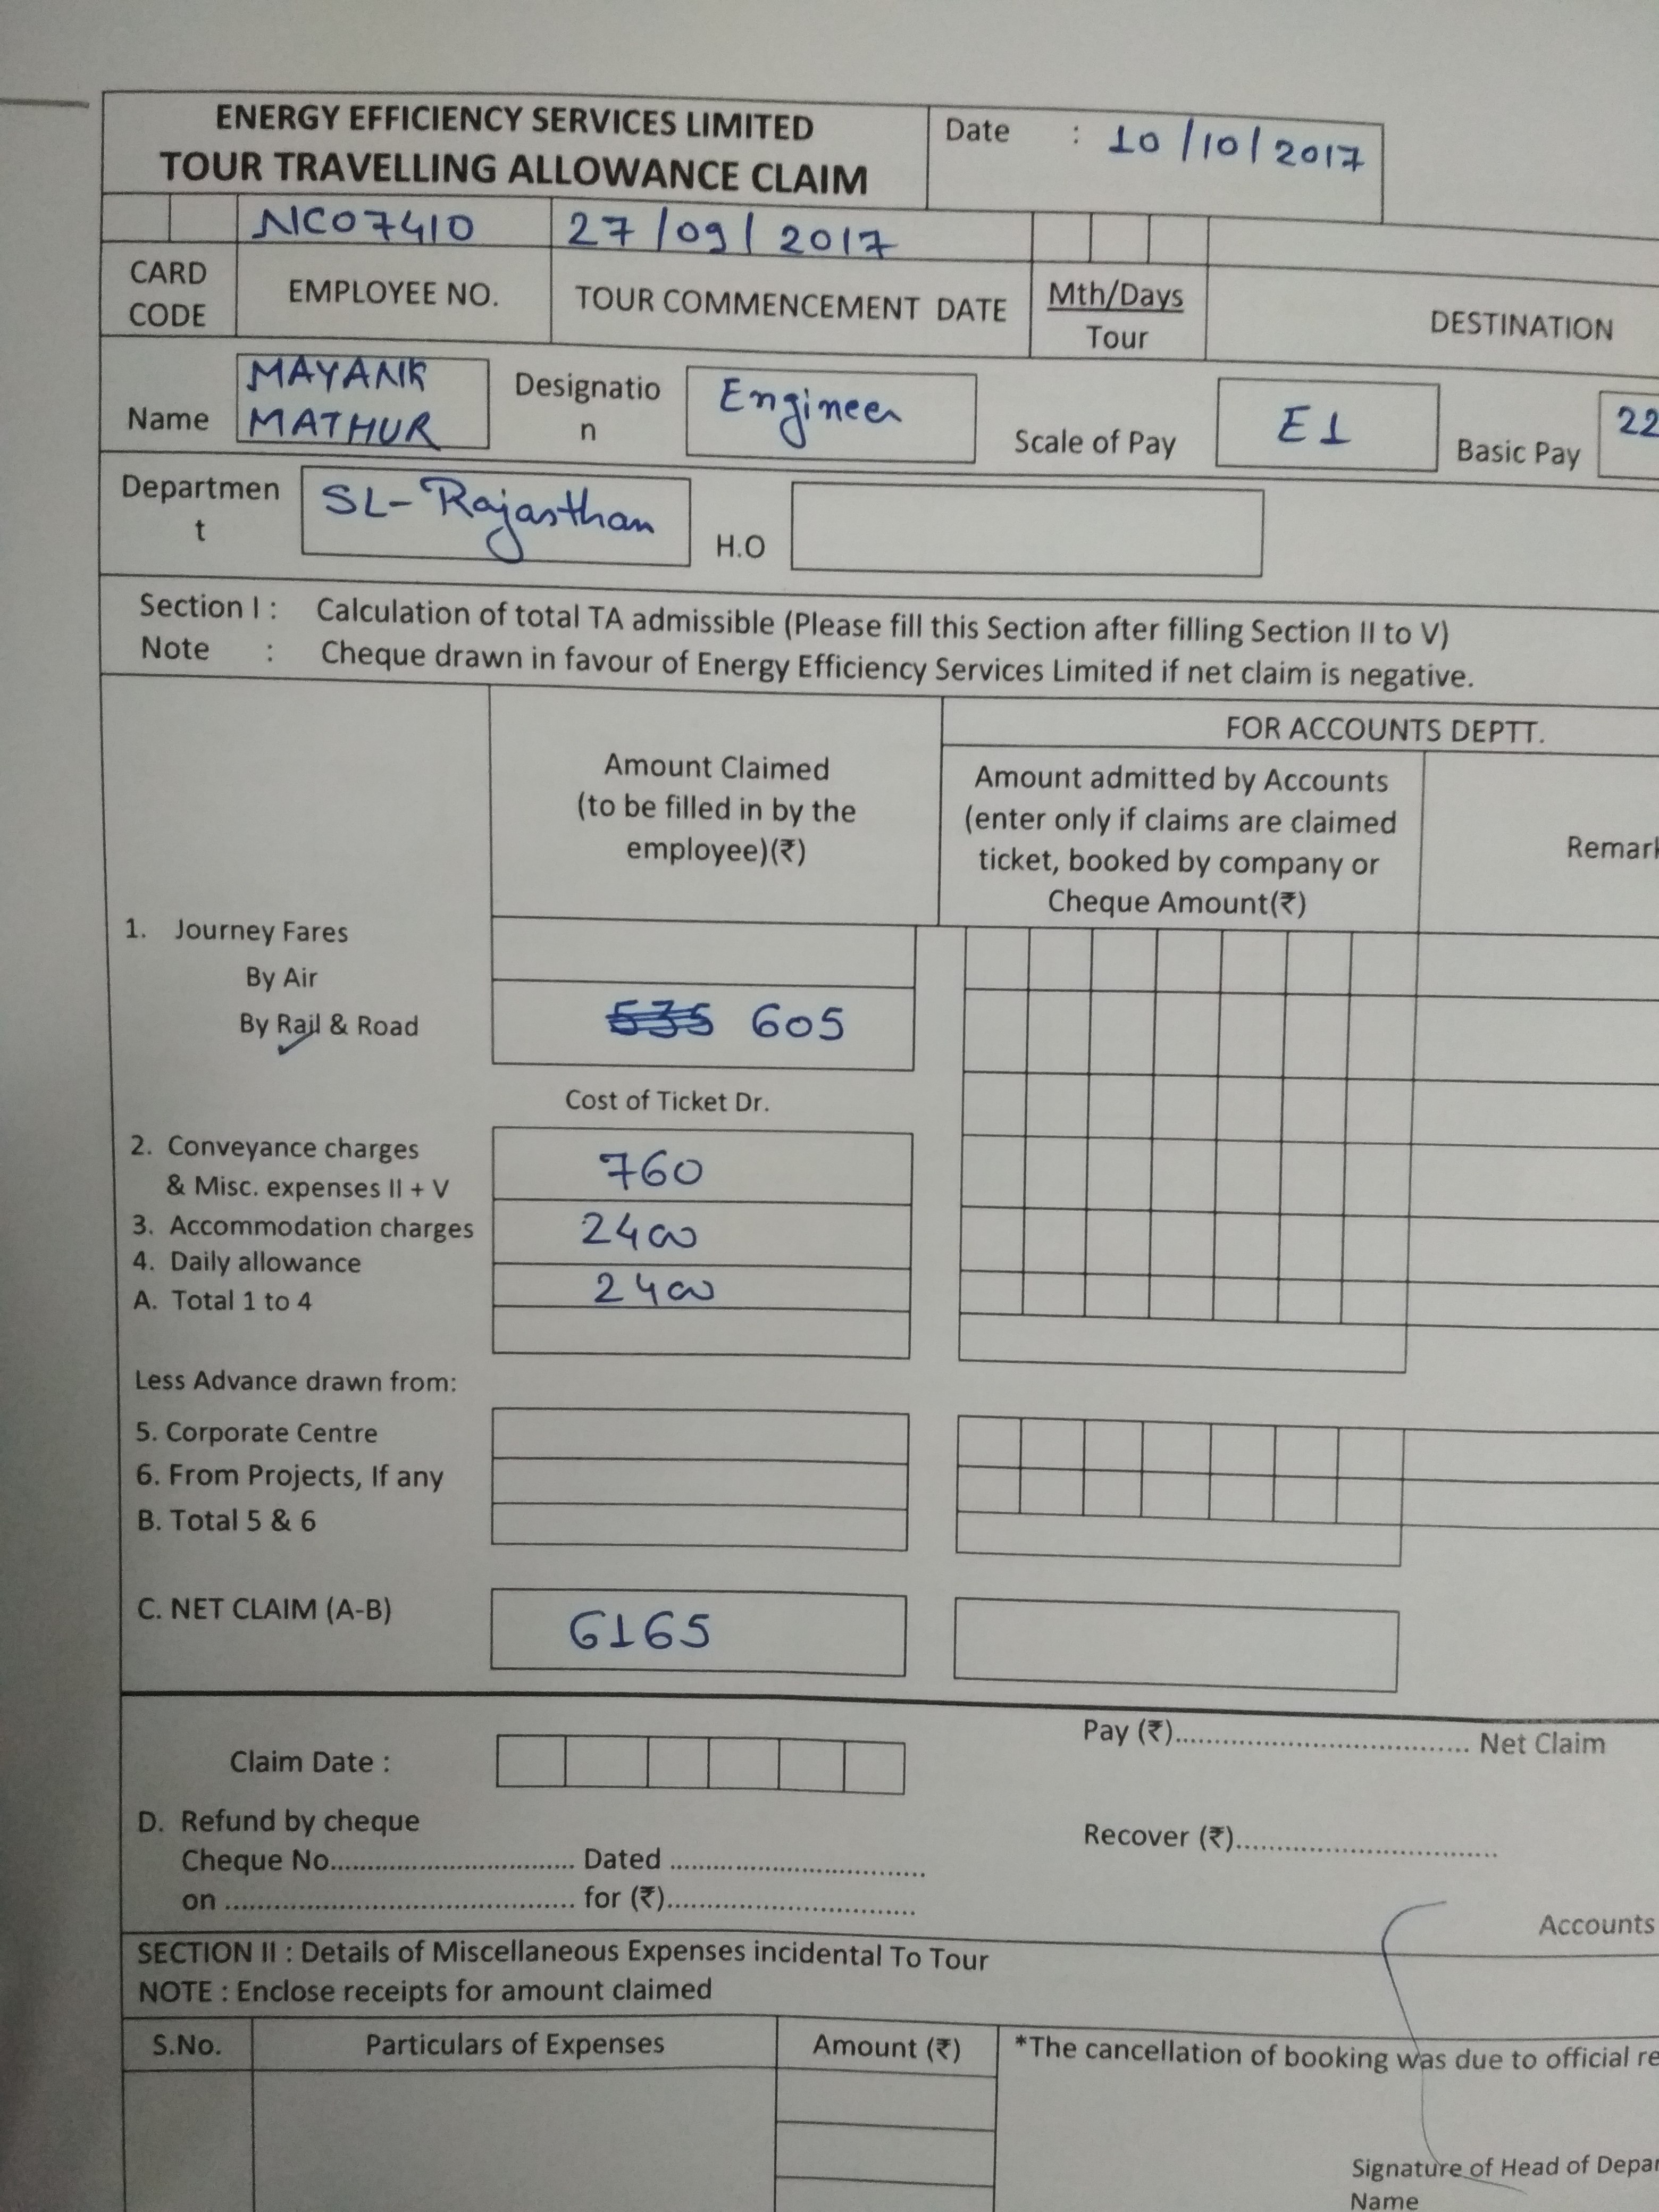 ENERGY EFFICIENCY SERVICES LIMITED
TOUR TRAVELLING ALLOWANCE CLAIM
Date : 10/10/2017
NC07410 27/09/2017
CARD CODE EMPLOYEE NO. TOUR COMMENCEMENT DATE Mth/Days Tour DESTINATION
Name MAYANK MATHUR Designation Engineer Scale of Pay E1 Basic Pay 22
Department SL-Rajasthan H.O
Section I : Calculation of total TA admissible (Please fill this Section after filling Section II to V)
Note : Cheque drawn in favour of Energy Efficiency Services Limited if net claim is negative.
FOR ACCOUNTS DEPTT.
Amount Claimed
(to be filled in by the
employee)(₹)
Amount admitted by Accounts
(enter only if claims are claimed
ticket, booked by company or
Cheque Amount(₹)
Remark
1. Journey Fares
By Air
By Rail & Road 535 605
Cost of Ticket Dr.
2. Conveyance charges
& Misc. expenses II + V 760
3. Accommodation charges 2400
4. Daily allowance 2400
A. Total 1 to 4
Less Advance drawn from:
5. Corporate Centre
6. From Projects, If any
B. Total 5 & 6
C. NET CLAIM (A-B) 6165
Pay (₹)........................................ Net Claim
Claim Date :
D. Refund by cheque
Recover (₹)...................................
Cheque No.................................. Dated ...................................
on ................................................ for (₹)..................................
Accounts
SECTION II : Details of Miscellaneous Expenses incidental To Tour
NOTE : Enclose receipts for amount claimed
S.No. Particulars of Expenses Amount (₹) *The cancellation of booking was due to official re
Signature of Head of Depar
Name